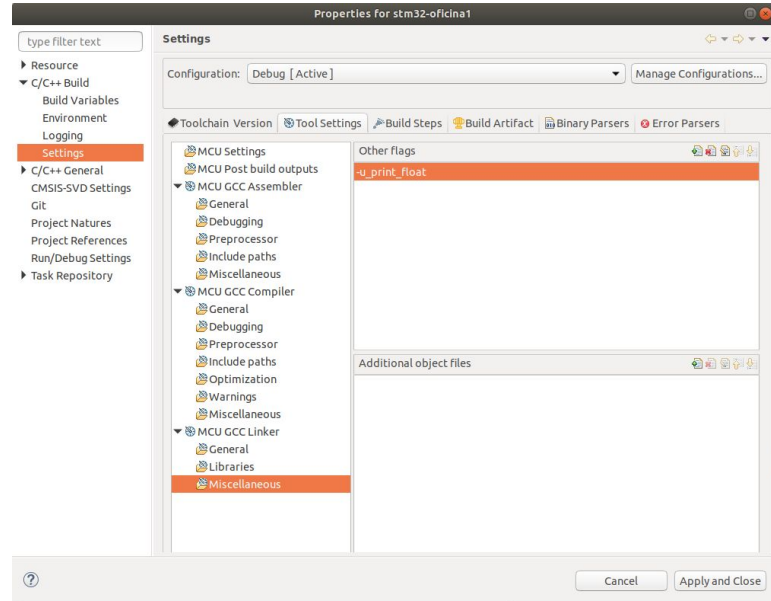 Properties for stm32-oficina1
type filter text
Resource
C/C++ Build
Build Variables
Environment
Logging
Settings
C/C++ General
CMSIS-SVD Settings
Git
Project Natures
Project References
Run/Debug Settings
Task Repository
Settings
Configuration: Debug [ Active ]
Manage Configurations...
Toolchain Version Tool Settings Build Steps Build Artifact Binary Parsers Error Parsers
MCU Settings
MCU Post build outputs
MCU GCC Assembler
General
Debugging
Preprocessor
Include paths
Miscellaneous
MCU GCC Compiler
General
Debugging
Preprocessor
Include paths
Optimization
Warnings
Miscellaneous
MCU GCC Linker
General
Libraries
Miscellaneous
Other flags
-u_print_float
Additional object files
Cancel
Apply and Close